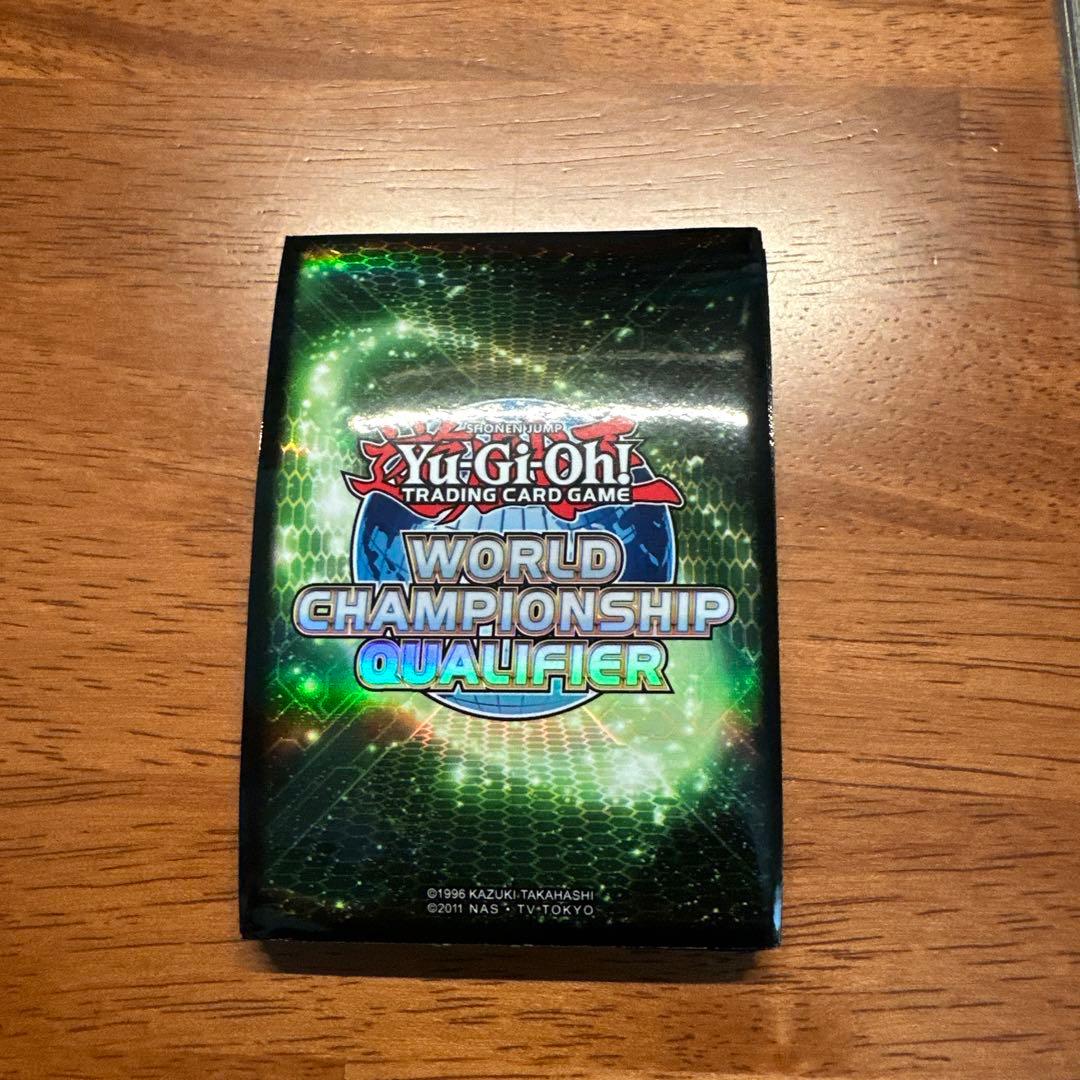 SHONEN JUMP
Yu-Gi-Oh!
TRADING CARD GAME
WORLD
CHAMPIONSHIP
QUALIFIER
©1996 KAZUKI TAKAHASHI
©2011 NAS • TV TOKYO